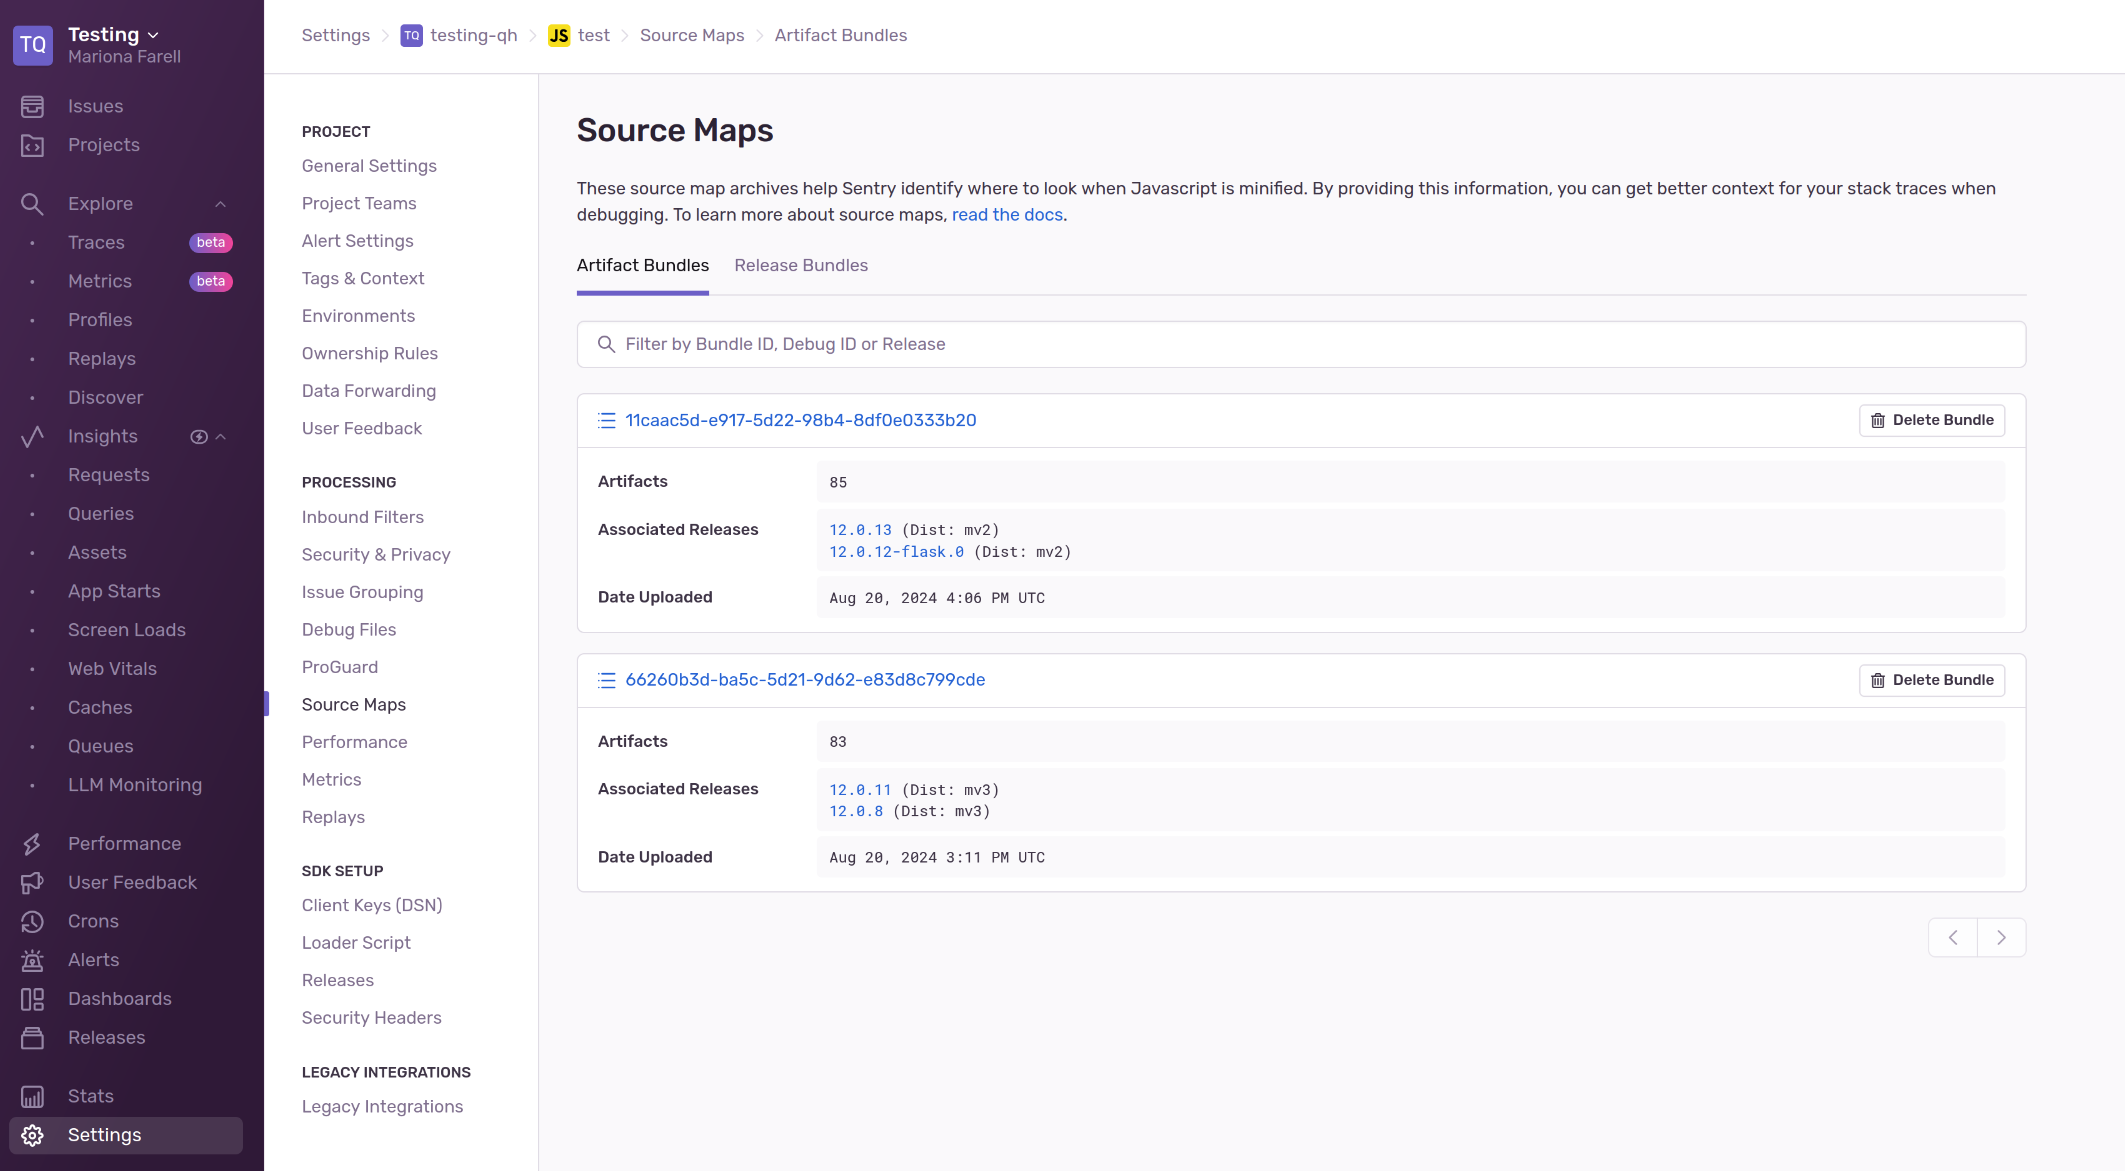 TQ
Testing
Mariona Farell
Issues
Projects
Explore
Traces beta
Metrics beta
Profiles
Replays
Discover
Insights
Requests
Queries
Assets
App Starts
Screen Loads
Web Vitals
Caches
Queues
LLM Monitoring
Performance
User Feedback
Crons
Alerts
Dashboards
Releases
Stats
Settings
Settings TQ testing-qh JS test Source Maps Artifact Bundles
PROJECT
General Settings
Project Teams
Alert Settings
Tags & Context
Environments
Ownership Rules
Data Forwarding
User Feedback
PROCESSING
Inbound Filters
Security & Privacy
Issue Grouping
Debug Files
ProGuard
Source Maps
Performance
Metrics
Replays
SDK SETUP
Client Keys (DSN)
Loader Script
Releases
Security Headers
LEGACY INTEGRATIONS
Legacy Integrations
Source Maps
These source map archives help Sentry identify where to look when Javascript is minified. By providing this information, you can get better context for your stack traces when
debugging. To learn more about source maps, read the docs.
Artifact Bundles Release Bundles
Filter by Bundle ID, Debug ID or Release
11caac5d-e917-5d22-98b4-8df0e0333b20 Delete Bundle
Artifacts 85
Associated Releases 12.0.13 (Dist: mv2)
12.0.12-flask.0 (Dist: mv2)
Date Uploaded Aug 20, 2024 4:06 PM UTC
66260b3d-ba5c-5d21-9d62-e83d8c799cde Delete Bundle
Artifacts 83
Associated Releases 12.0.11 (Dist: mv3)
12.0.8 (Dist: mv3)
Date Uploaded Aug 20, 2024 3:11 PM UTC